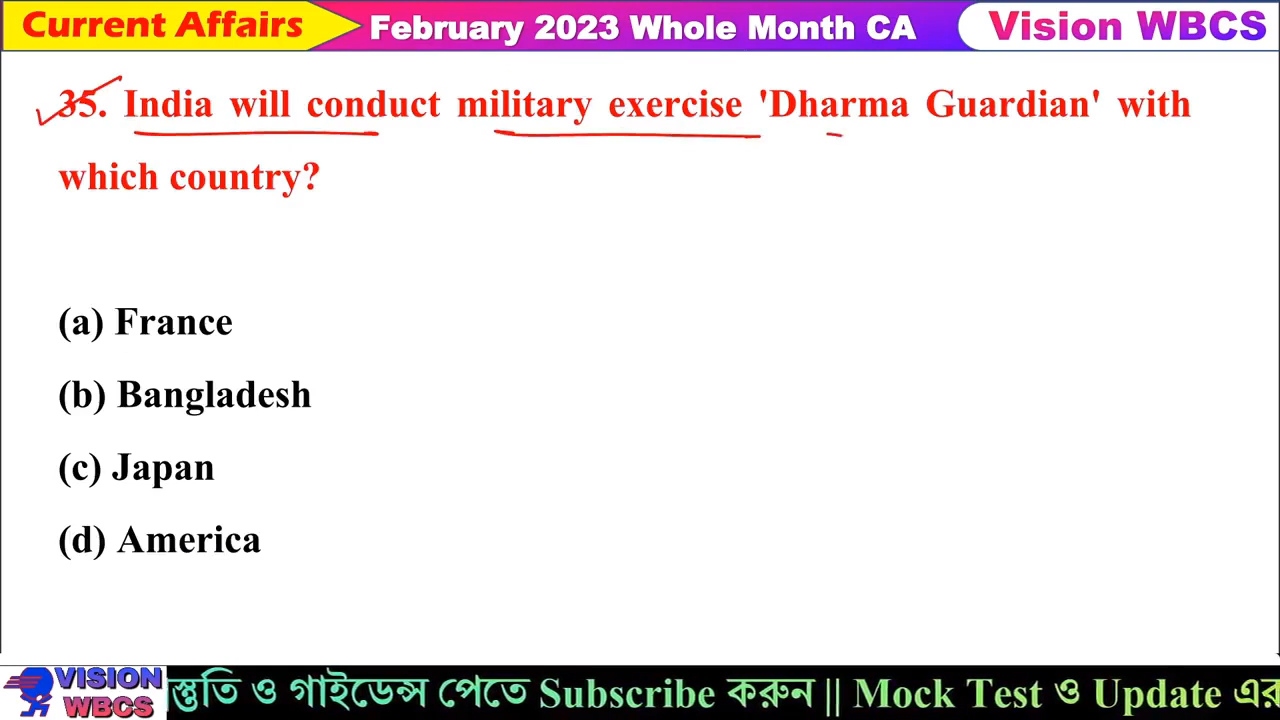 Current Affairs February 2023 Whole Month CA Vision WBCS
35. India will conduct military exercise 'Dharma Guardian' with
which country?
(a) France
(b) Bangladesh
(c) Japan
(d) America
VISION
WBCS
স্তুতি ও গাইডেন্স পেতে Subscribe করুন || Mock Test ও Update এর